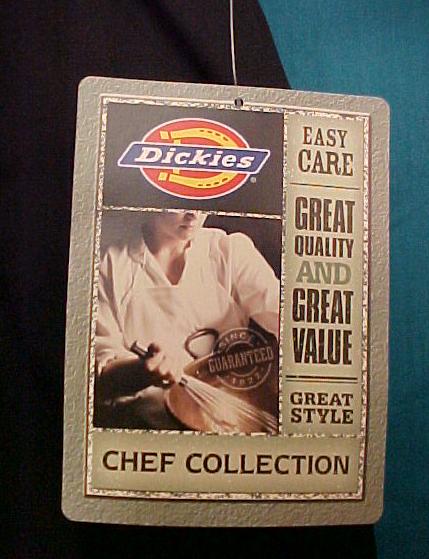 Dickies®
EASY
CARE
GREAT
QUALITY
AND
GREAT
VALUE
SINCE
GUARANTEED
1922
GREAT
STYLE
CHEF COLLECTION